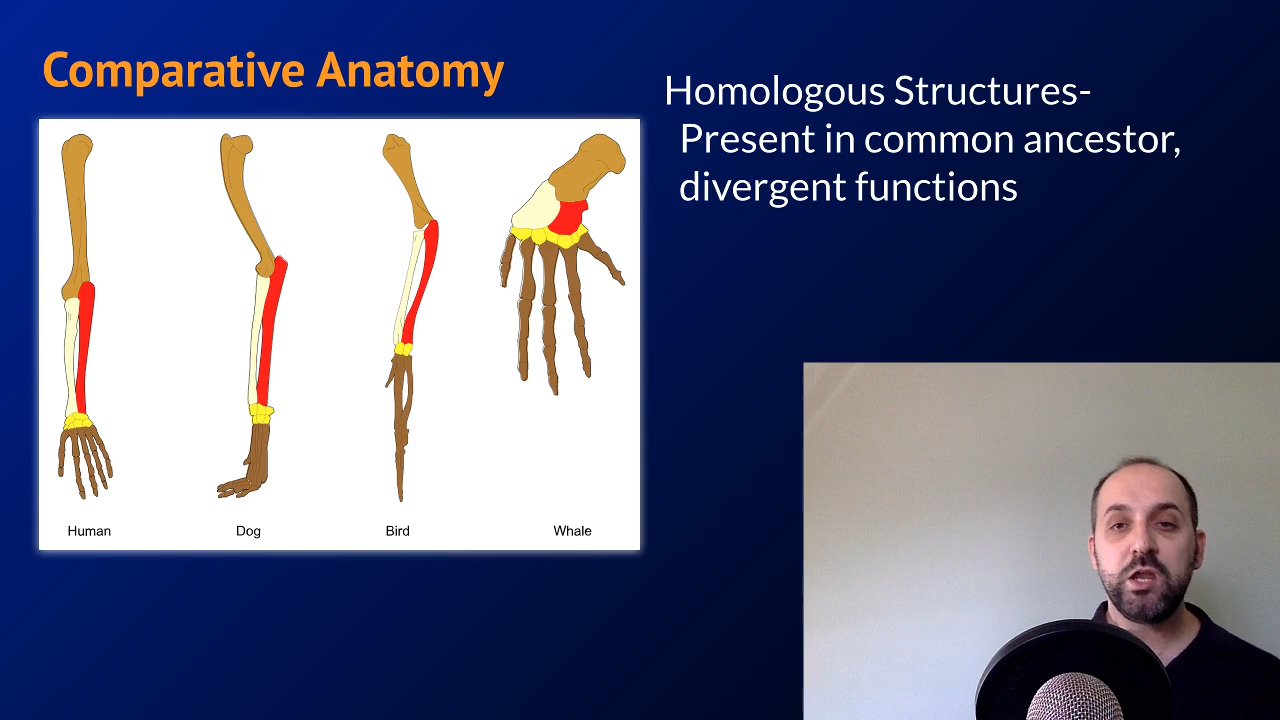 Comparative Anatomy
Homologous Structures-
Present in common ancestor,
divergent functions
Human
Dog
Bird
Whale